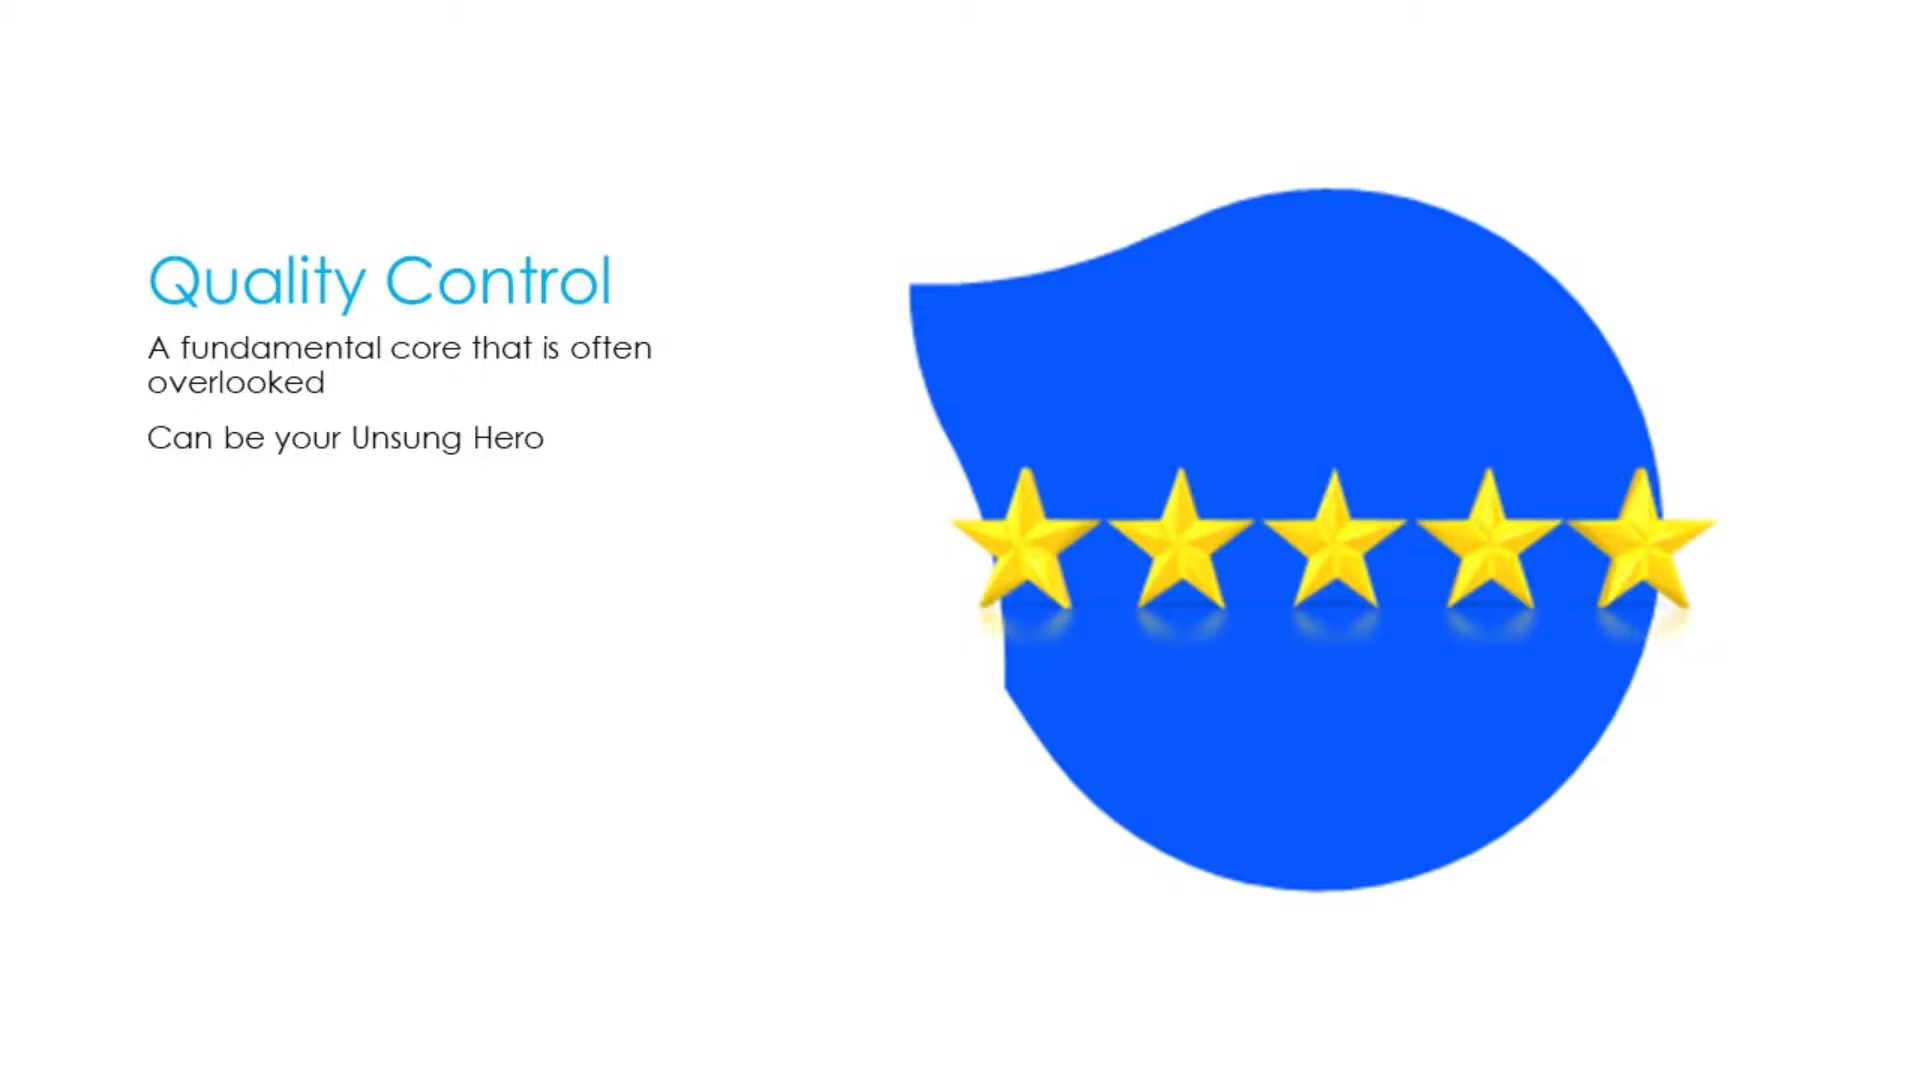 Quality Control
A fundamental core that is often
overlooked
Can be your Unsung Hero